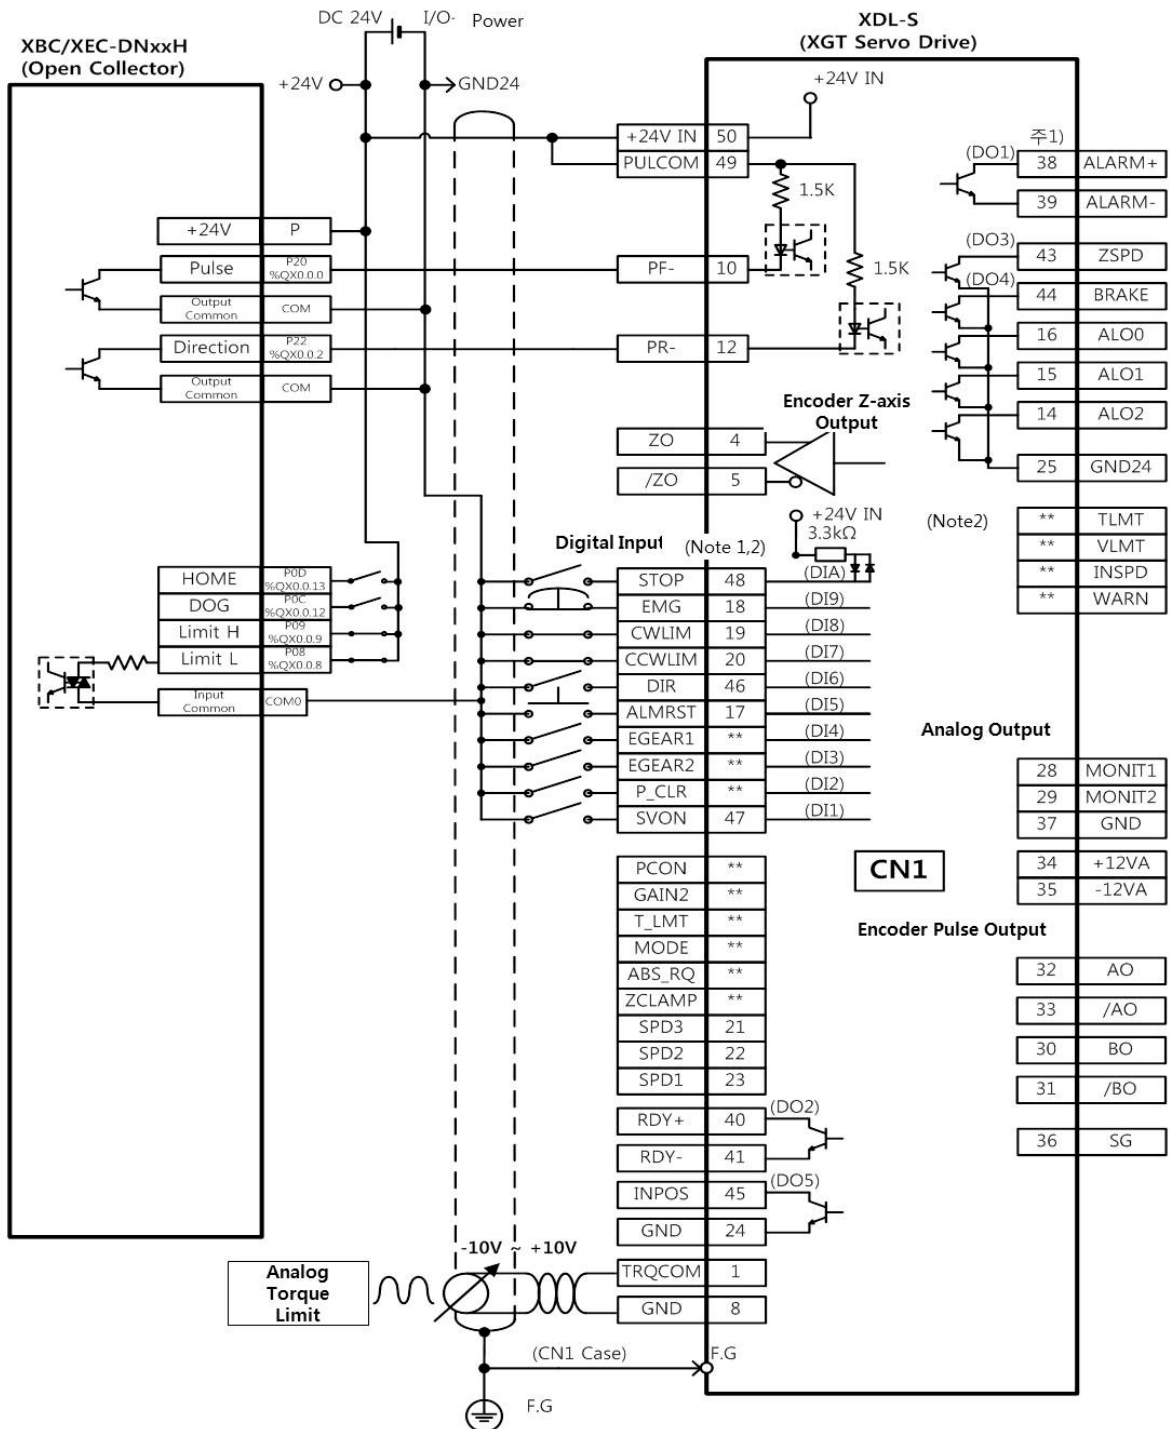 DC 24V I/O- Power
XBC/XEC-DNxxH
(Open Collector)
XDL-S
(XGT Servo Drive)
+24V
GND24
+24V IN
+24V IN 50
PULCOM 49
1.5K
1.5K
주1)
(DO1) 38 ALARM+
39 ALARM-
(DO3) 43 ZSPD
(DO4) 44 BRAKE
16 ALO0
15 ALO1
14 ALO2
25 GND24
+24V P
Pulse P20
%QX0.0.0
Output
Common COM
Direction P22
%QX0.0.2
Output
Common COM
PF- 10
PR- 12
Encoder Z-axis
Output
ZO 4
/ZO 5
+24V IN
3.3kΩ
(Note2)
** TLMT
** VLMT
** INSPD
** WARN
Digital Input (Note 1,2)
HOME P0D
%QX0.0.13
DOG P0C
%QX0.0.12
Limit H P09
%QX0.0.9
Limit L P08
%QX0.0.8
Input
Common COM0
STOP 48 (DIA)
EMG 18 (DI9)
CWLIM 19 (DI8)
CCWLIM 20 (DI7)
DIR 46 (DI6)
ALMRST 17 (DI5)
EGEAR1 ** (DI4)
EGEAR2 ** (DI3)
P_CLR ** (DI2)
SVON 47 (DI1)
Analog Output
28 MONIT1
29 MONIT2
37 GND
34 +12VA
35 -12VA
CN1
PCON **
GAIN2 **
T_LMT **
MODE **
ABS_RQ **
ZCLAMP **
SPD3 21
SPD2 22
SPD1 23
Encoder Pulse Output
32 AO
33 /AO
30 BO
31 /BO
36 SG
RDY+ 40 (DO2)
RDY- 41
INPOS 45 (DO5)
GND 24
-10V ~ +10V
Analog
Torque
Limit
TRQCOM 1
GND 8
(CN1 Case) F.G
F.G